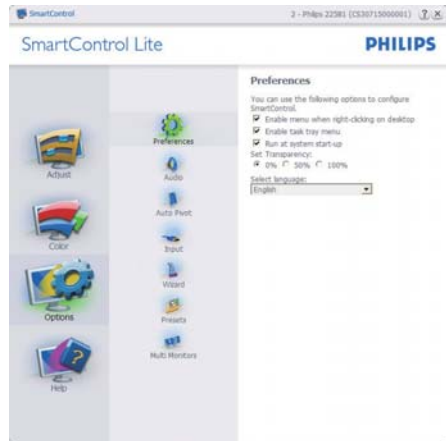 SmartControl
2 - Philips 225B1 (CS30715000001)
SmartControl Lite
PHILIPS
Adjust
Color
Options
Help
Preferences
Audio
Auto Pivot
Input
Wizard
Presets
Multi Monitors
Preferences
You can use the following options to configure
SmartControl.
Enable menu when right-clicking on desktop
Enable task tray menu
Run at system start-up
Set Transparency:
0% 50% 100%
Select language:
English